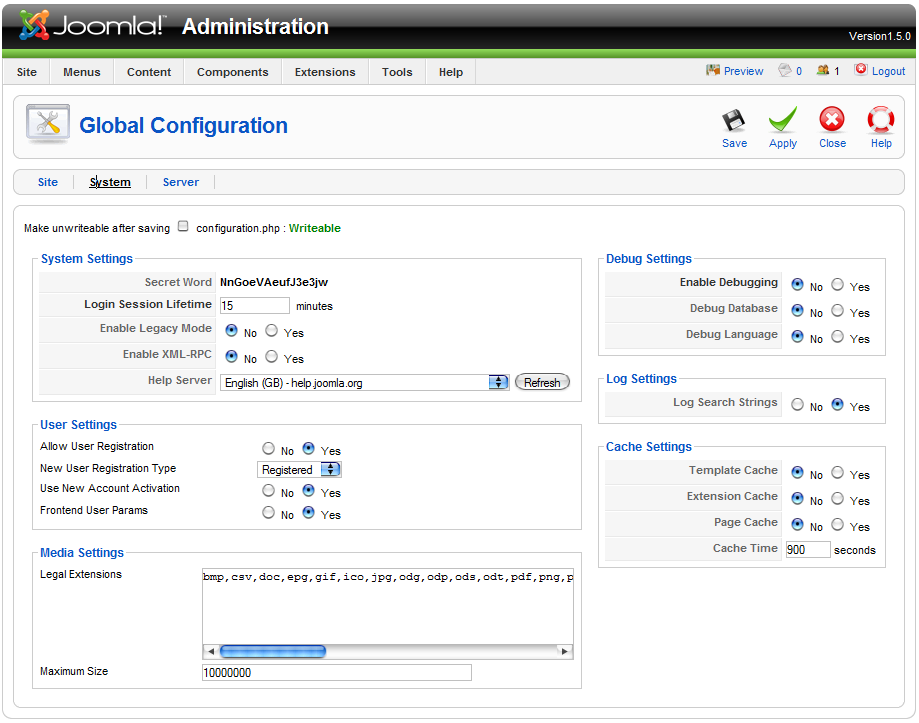 Joomla!™ Administration
Version1.5.0
Site Menus Content Components Extensions Tools Help Preview 0 1 Logout
Global Configuration Save Apply Close Help
Site System Server
Make unwriteable after saving configuration.php : Writeable
System Settings
Secret Word NnGoeVAeufJ3e3jw
Login Session Lifetime 15 minutes
Enable Legacy Mode No Yes
Enable XML-RPC No Yes
Help Server English (GB) - help.joomla.org Refresh
User Settings
Allow User Registration No Yes
New User Registration Type Registered
Use New Account Activation No Yes
Frontend User Params No Yes
Media Settings
Legal Extensions bmp,csv,doc,epg,gif,ico,jpg,odg,odp,ods,odt,pdf,png,p
Maximum Size 10000000
Debug Settings
Enable Debugging No Yes
Debug Database No Yes
Debug Language No Yes
Log Settings
Log Search Strings No Yes
Cache Settings
Template Cache No Yes
Extension Cache No Yes
Page Cache No Yes
Cache Time 900 seconds